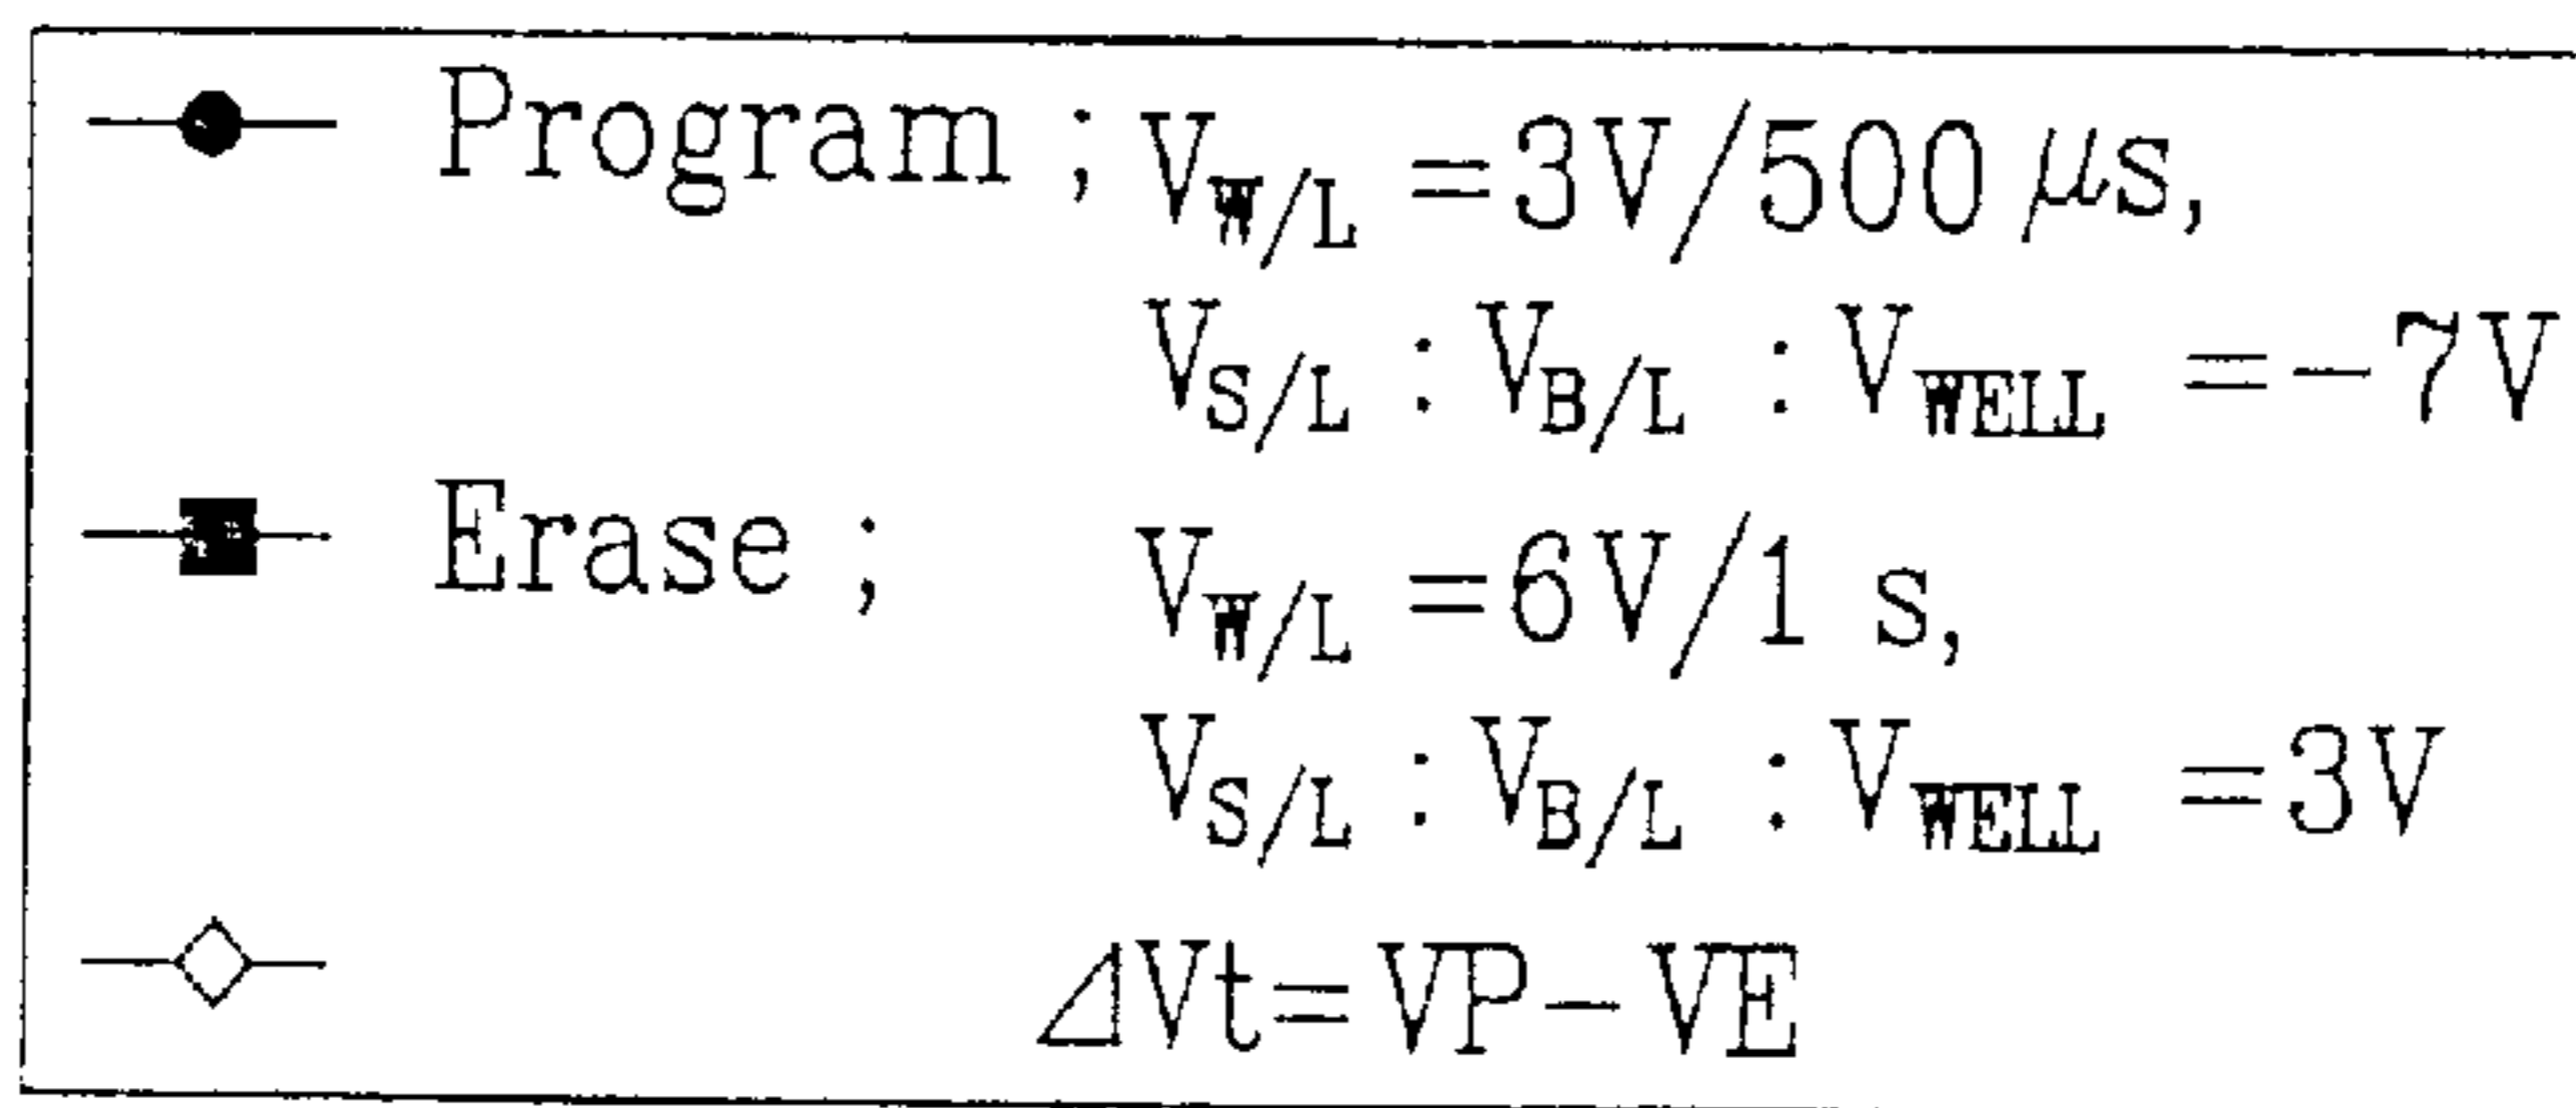 Program ; V_W/L =3V/500 μs,
V_S/L : V_B/L : V_WELL =-7V
Erase ; V_W/L =6V/1 s,
V_S/L : V_B/L : V_WELL =3V
⊿Vt=VP-VE